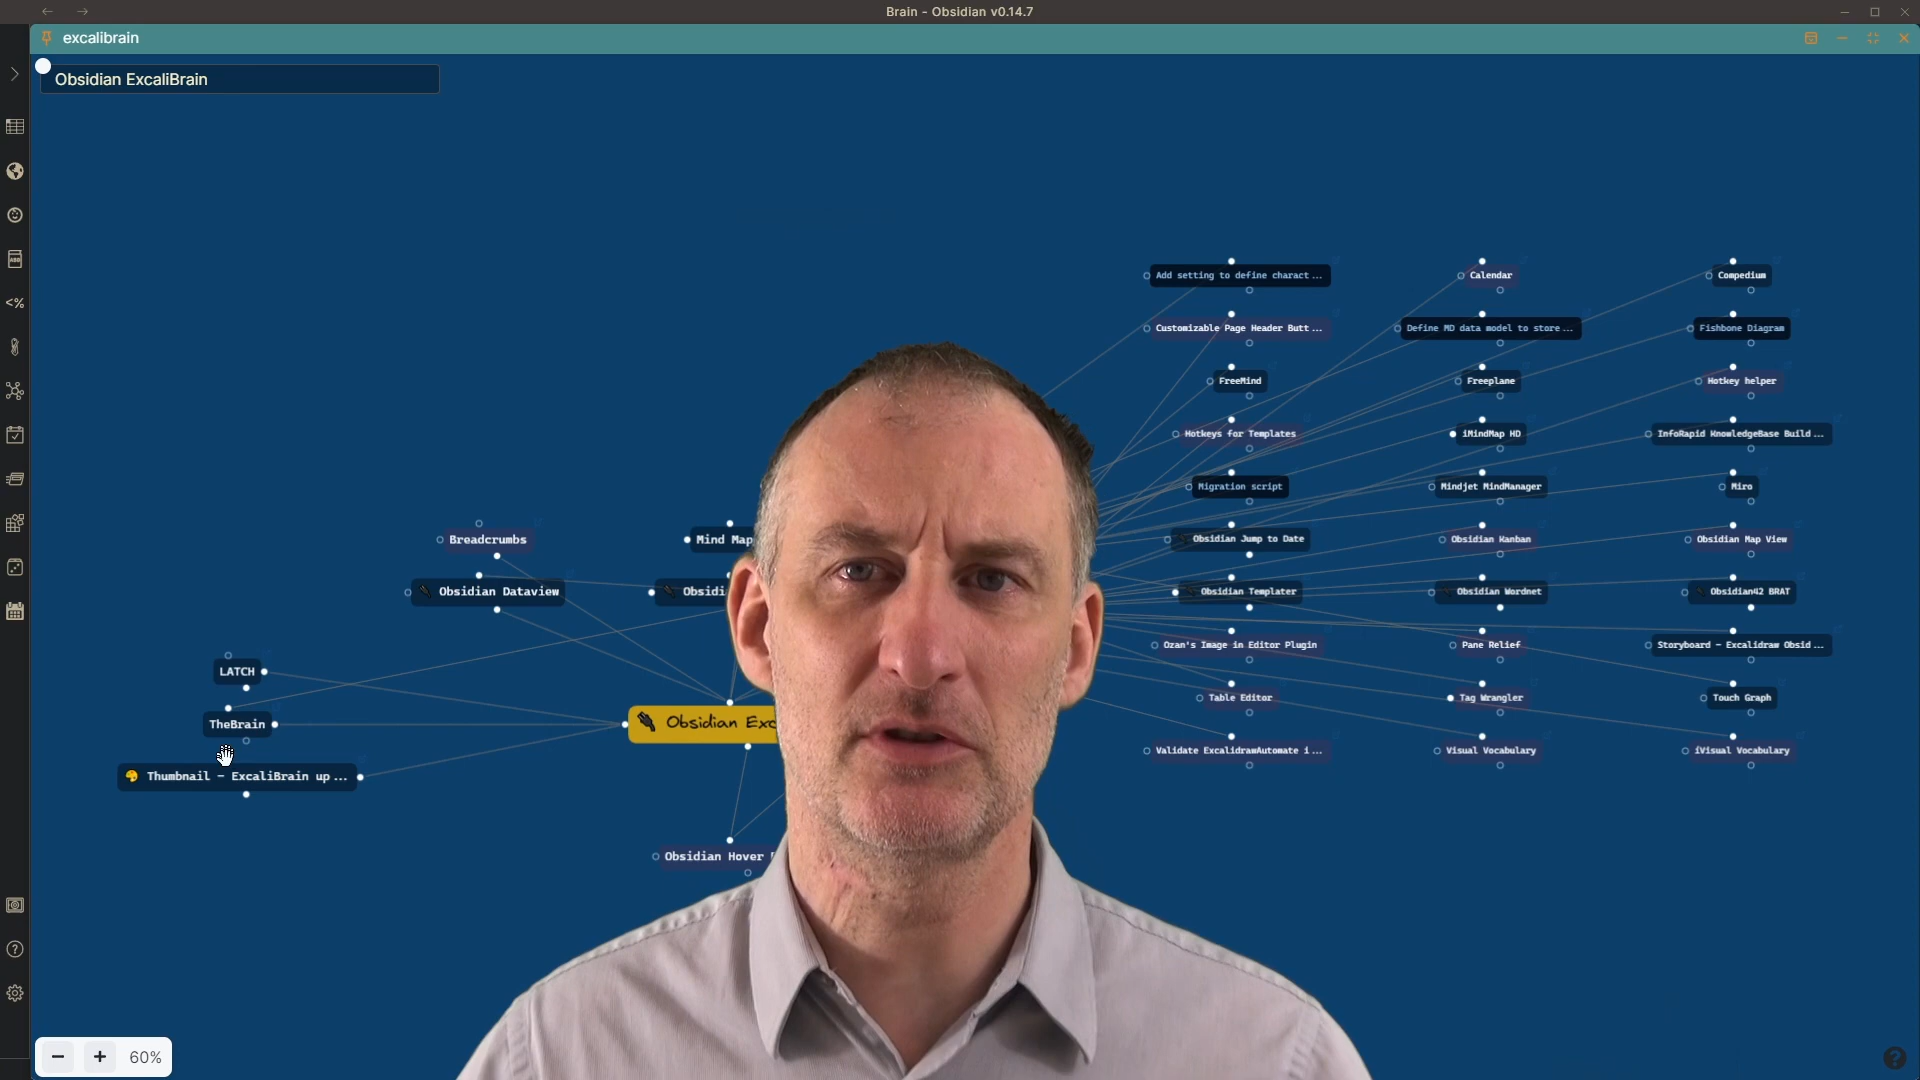 Brain - Obsidian v0.14.7
excalibrain
Obsidian ExcaliBrain
Add setting to define charact ...
Calendar
Compedium
Customizable Page Header Butt ...
Define MD data model to store ...
Fishbone Diagram
FreeMind
Freeplane
Hotkey helper
Hotkeys for Templates
iMindMap HD
InfoRapid KnowledgeBase Build ...
Migration script
Mindjet MindManager
Miro
Breadcrumbs
Mind Map
Obsidian Jump to Date
Obsidian Kanban
Obsidian Map View
Obsidian Dataview
Obsidi
Obsidian Templater
Obsidian Wordnet
Obsidian42 BRAT
Ozan's Image in Editor Plugin
Pane Relief
Storyboard - Excalidraw Obsid ...
LATCH
Table Editor
Tag Wrangler
Touch Graph
TheBrain
Obsidian Exc
Validate ExcalidrawAutomate i ...
Visual Vocabulary
iVisual Vocabulary
Thumbnail - ExcaliBrain up ...
Obsidian Hover
60%